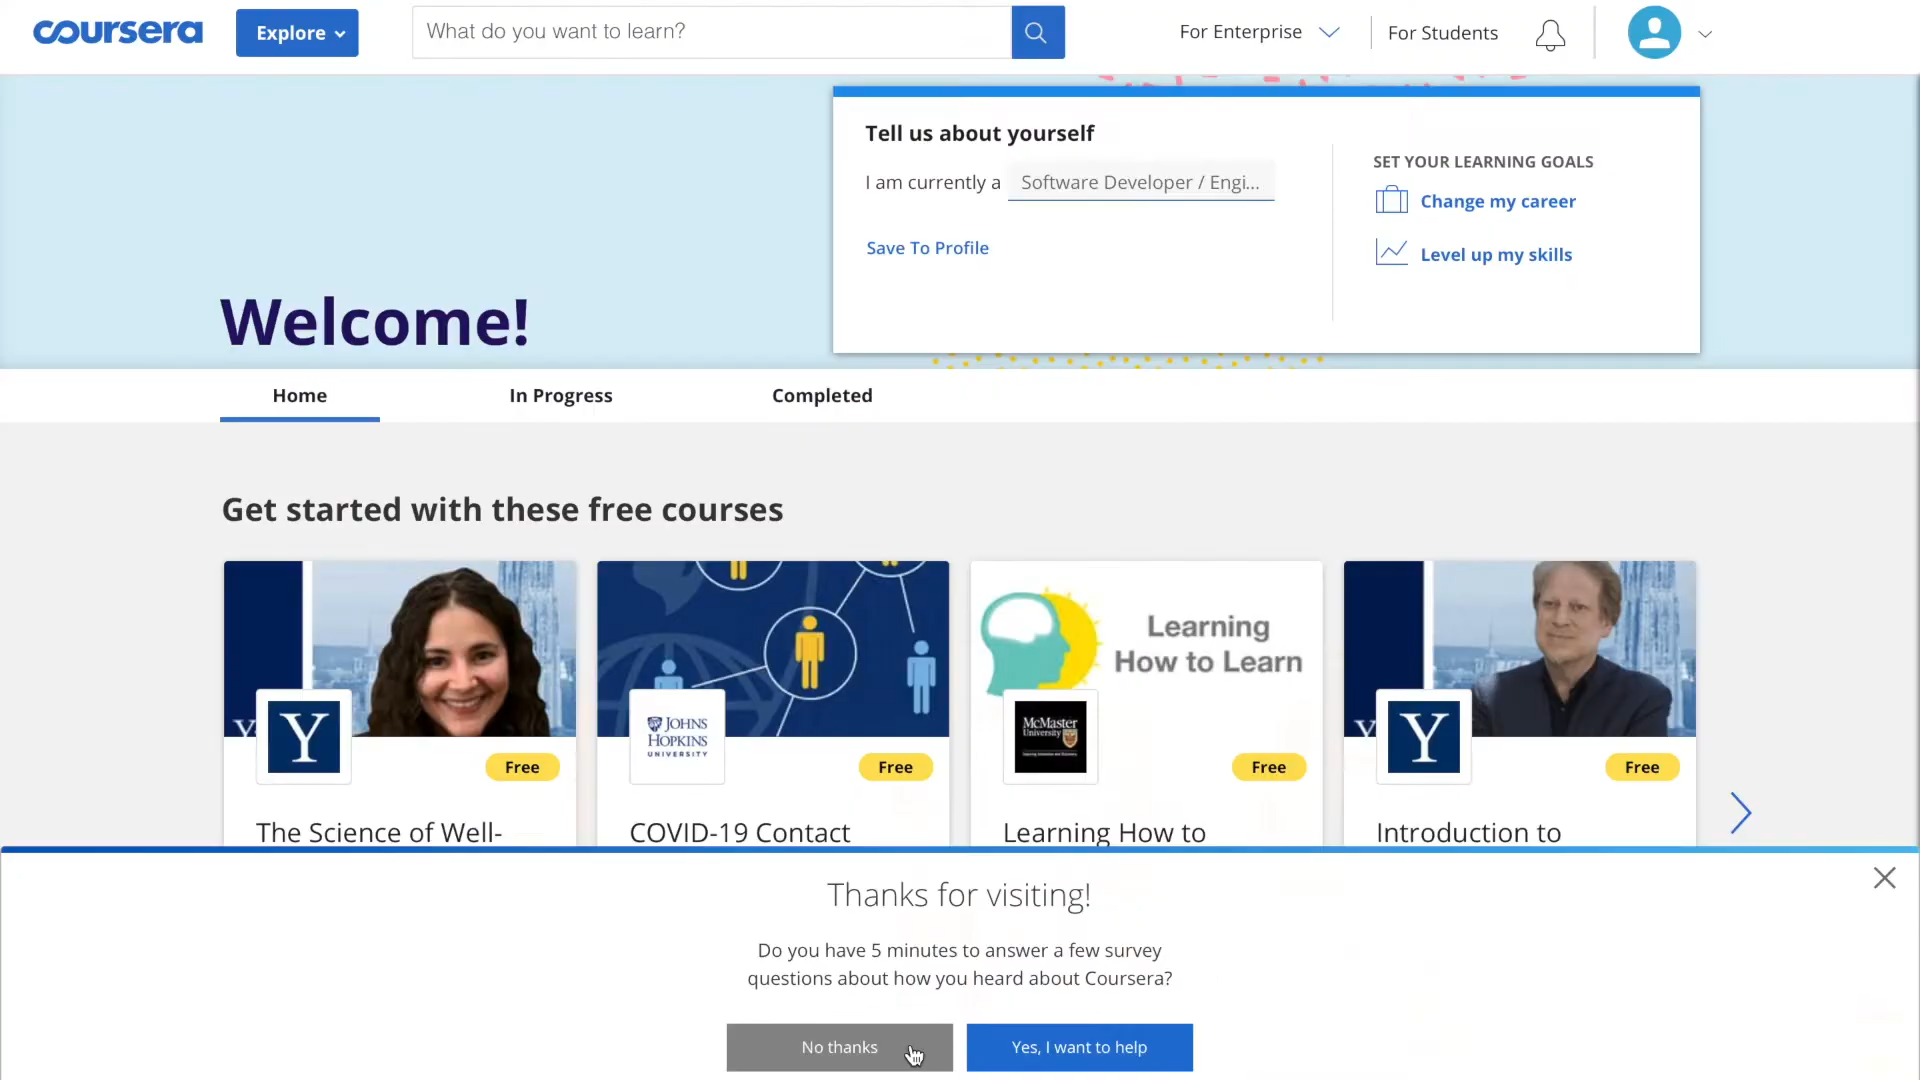 coursera
Explore
What do you want to learn?
For Enterprise
For Students
Tell us about yourself
I am currently a Software Developer / Engi...
Save To Profile
SET YOUR LEARNING GOALS
Change my career
Level up my skills
Welcome!
Home
In Progress
Completed
Get started with these free courses
Learning
How to Learn
Y
JOHNS
HOPKINS
UNIVERSITY
McMaster
University
Y
Free
Free
Free
Free
The Science of Well-
COVID-19 Contact
Learning How to
Introduction to
Thanks for visiting!
Do you have 5 minutes to answer a few survey
questions about how you heard about Coursera?
No thanks
Yes, I want to help